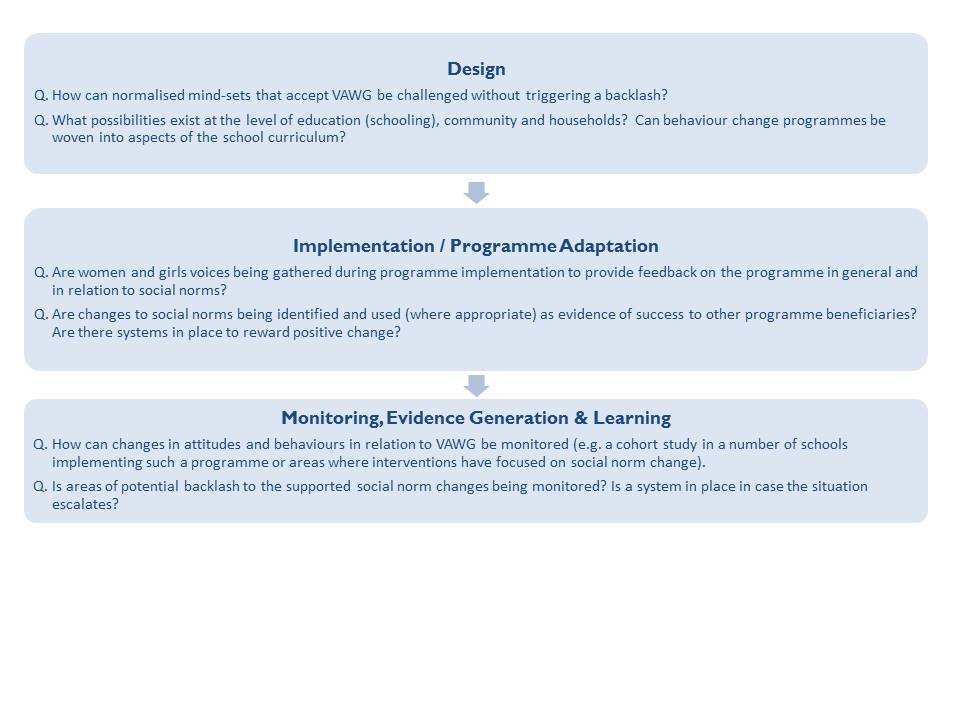 Design
Q. How can normalised mind-sets that accept VAWG be challenged without triggering a backlash?
Q. What possibilities exist at the level of education (schooling), community and households? Can behaviour change programmes be
woven into aspects of the school curriculum?
Implementation / Programme Adaptation
Q. Are women and girls voices being gathered during programme implementation to provide feedback on the programme in general and
in relation to social norms?
Q. Are changes to social norms being identified and used (where appropriate) as evidence of success to other programme beneficiaries?
Are there systems in place to reward positive change?
Monitoring, Evidence Generation & Learning
Q. How can changes in attitudes and behaviours in relation to VAWG be monitored (e.g. a cohort study in a number of schools
implementing such a programme or areas where interventions have focused on social norm change).
Q. Is areas of potential backlash to the supported social norm changes being monitored? Is a system in place in case the situation
escalates?